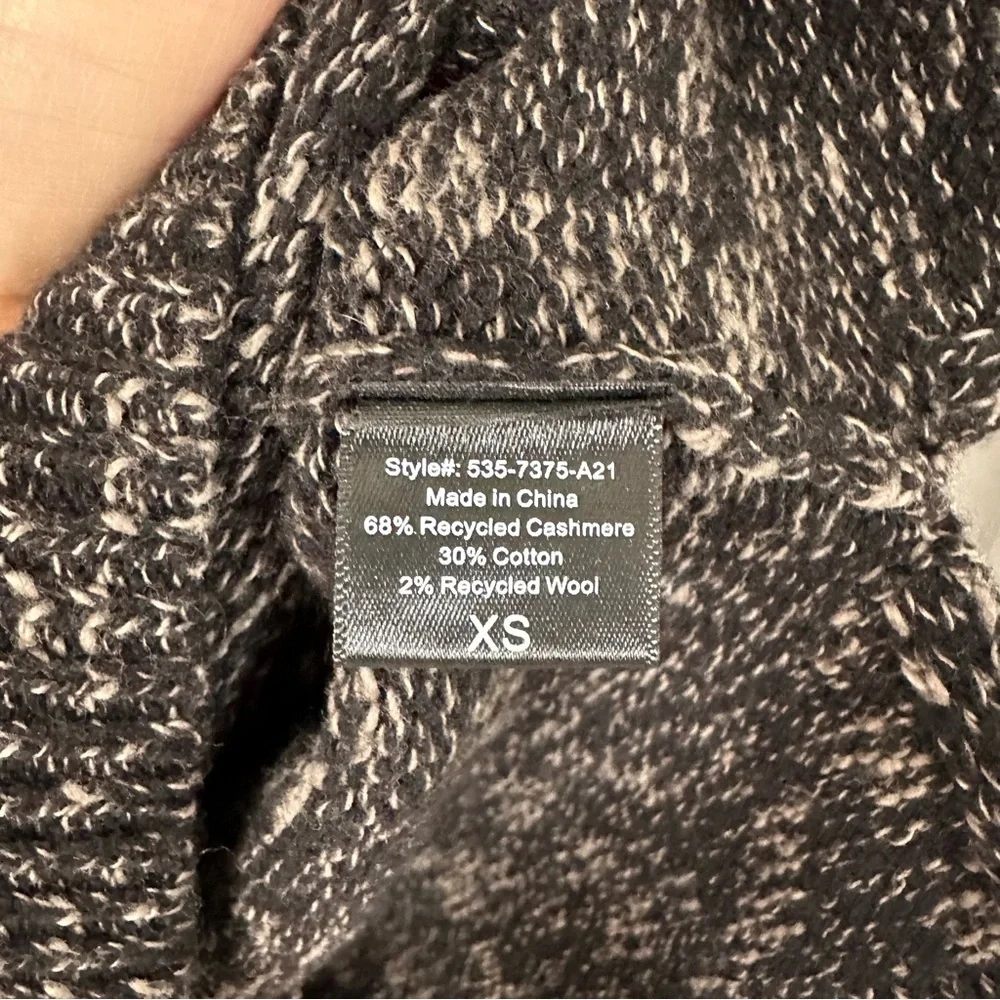 Style#: 535-7375-A21
Made in China
68% Recycled Cashmere
30% Cotton
2% Recycled Wool
XS